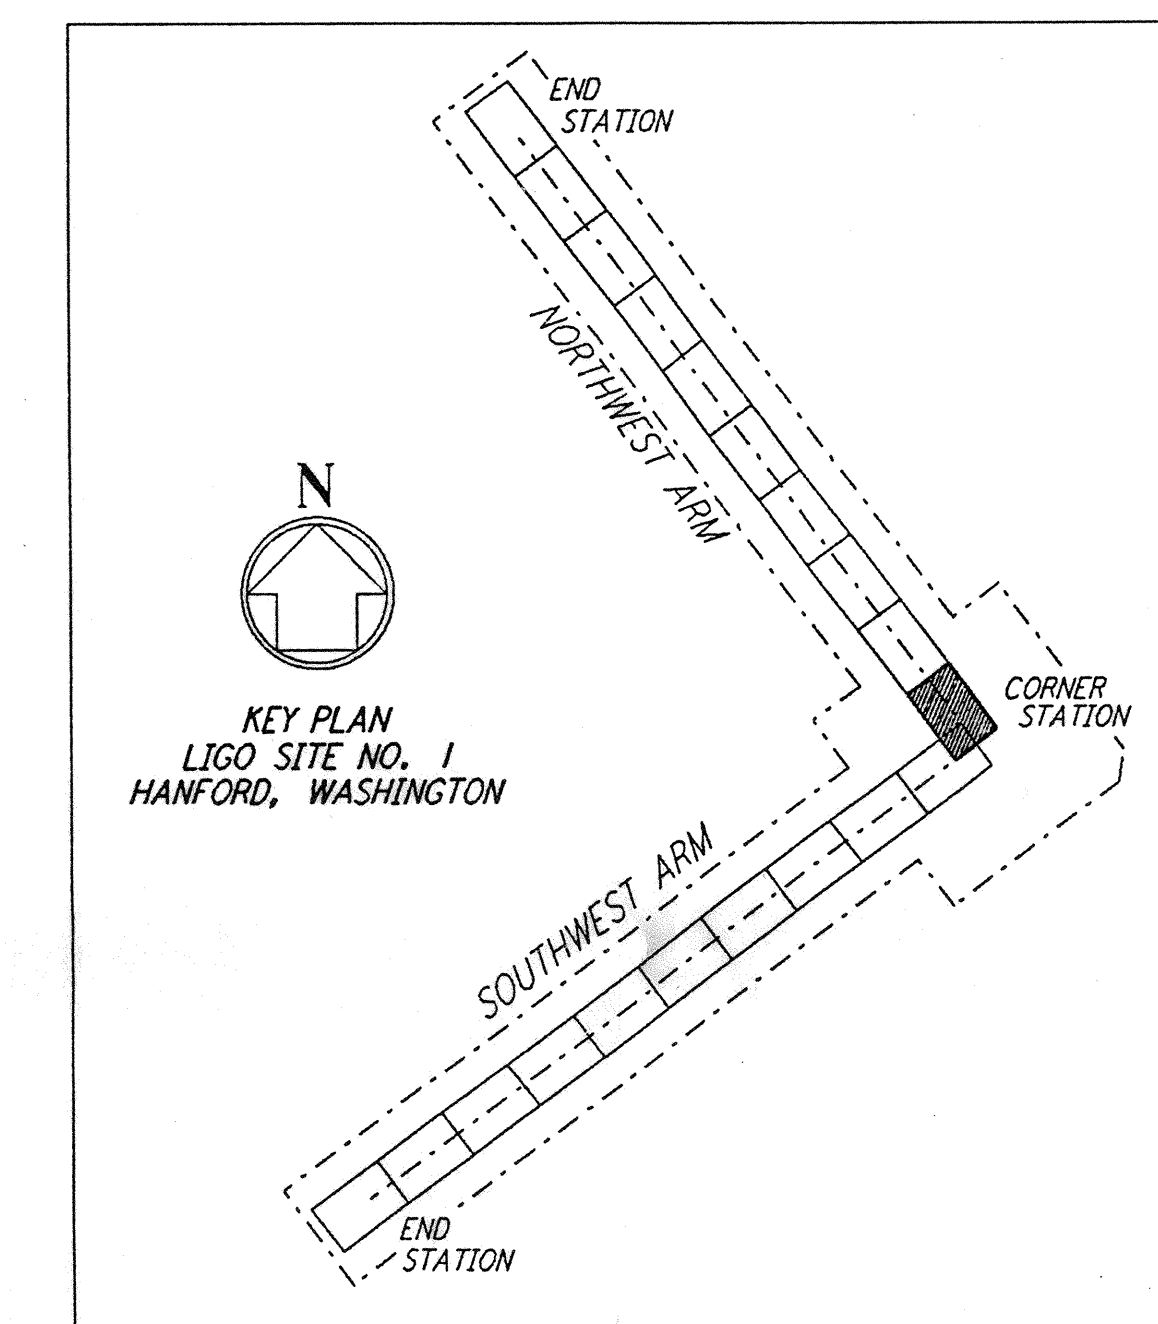 END
STATION
NORTHWEST ARM
N
CORNER
STATION
KEY PLAN
LIGO SITE NO. 1
HANFORD, WASHINGTON
SOUTHWEST ARM
END
STATION